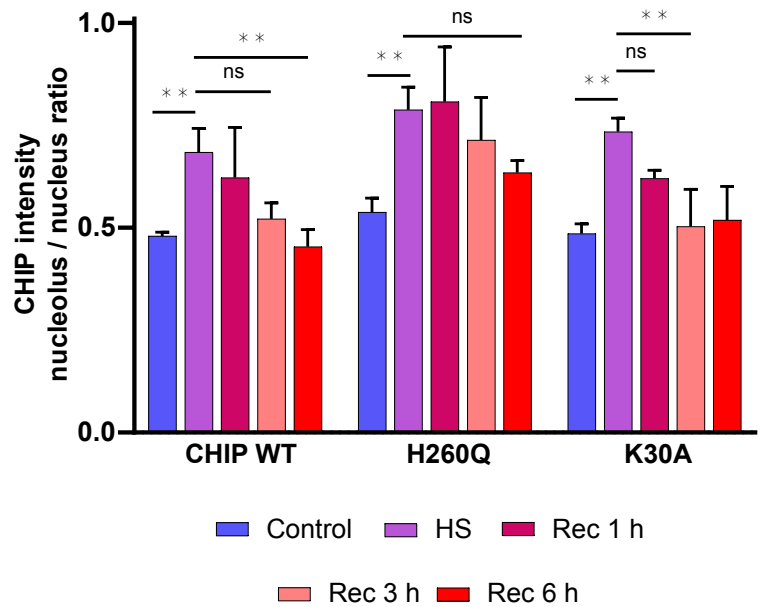 1.0
ns
* *
* *
ns
* *
* *
ns
* *
0.5
0.0
CHIP intensity
nucleolus / nucleus ratio
CHIP WT
H260Q
K30A
Control
HS
Rec 1 h
Rec 3 h
Rec 6 h